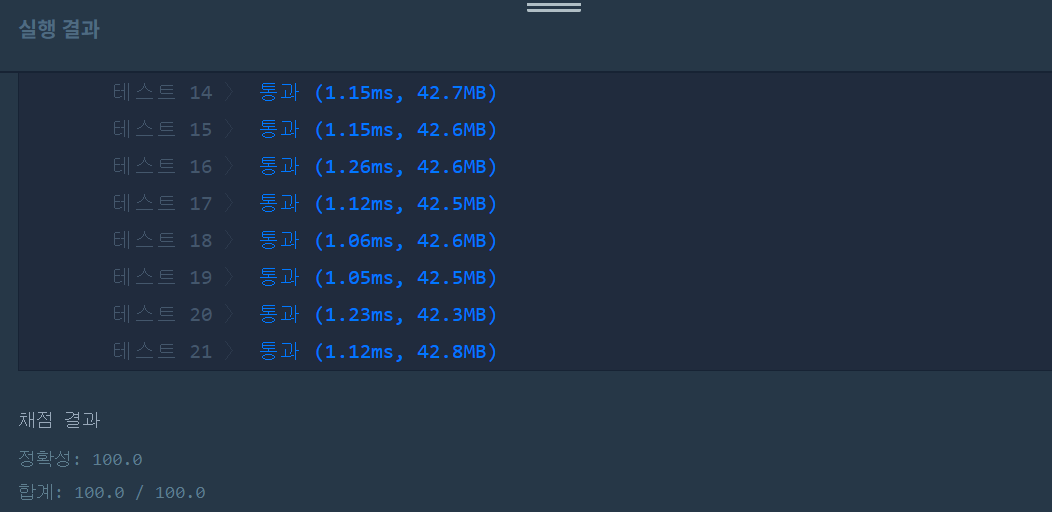 실행 결과
테스트 14 〉 통과 (1.15ms, 42.7MB)
테스트 15 〉 통과 (1.15ms, 42.6MB)
테스트 16 〉 통과 (1.26ms, 42.6MB)
테스트 17 〉 통과 (1.12ms, 42.5MB)
테스트 18 〉 통과 (1.06ms, 42.6MB)
테스트 19 〉 통과 (1.05ms, 42.5MB)
테스트 20 〉 통과 (1.23ms, 42.3MB)
테스트 21 〉 통과 (1.12ms, 42.8MB)
채점 결과
정확성: 100.0
합계: 100.0 / 100.0